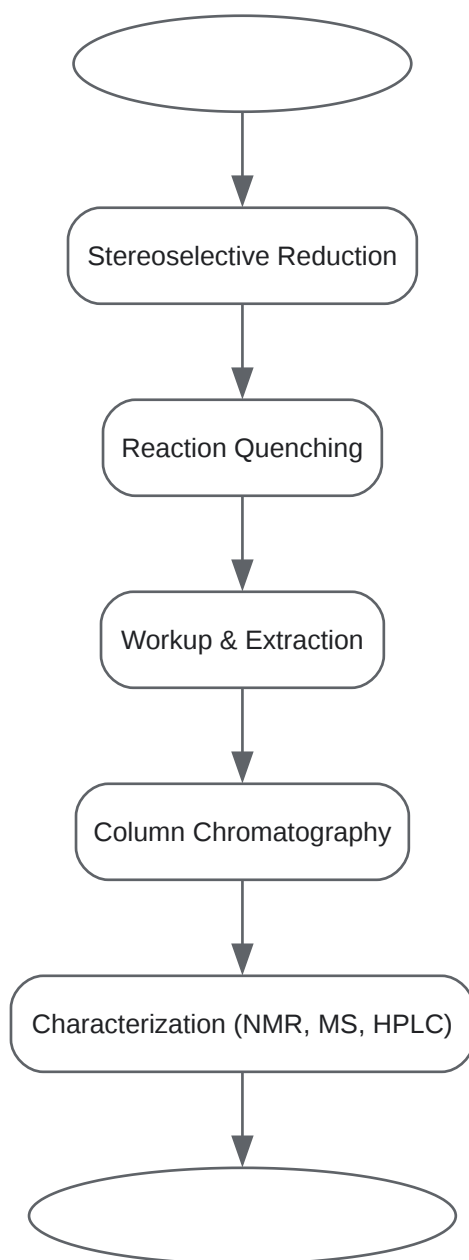 Stereoselective Reduction
Reaction Quenching
Workup & Extraction
Column Chromatography
Characterization (NMR, MS, HPLC)